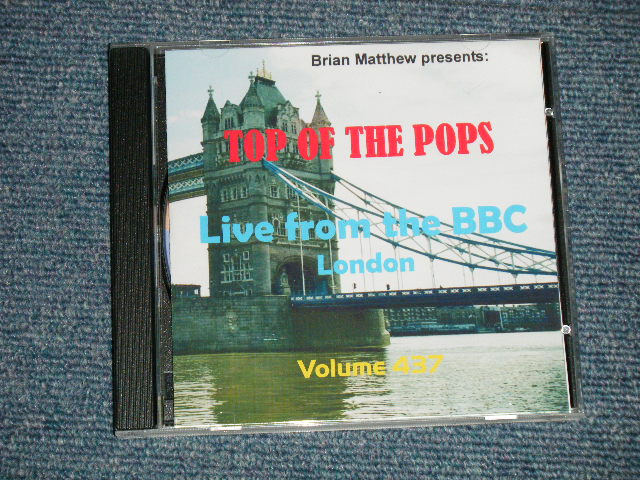 Brian Matthew presents:
TOP OF THE POPS
Live from the BBC
London
Volume 437